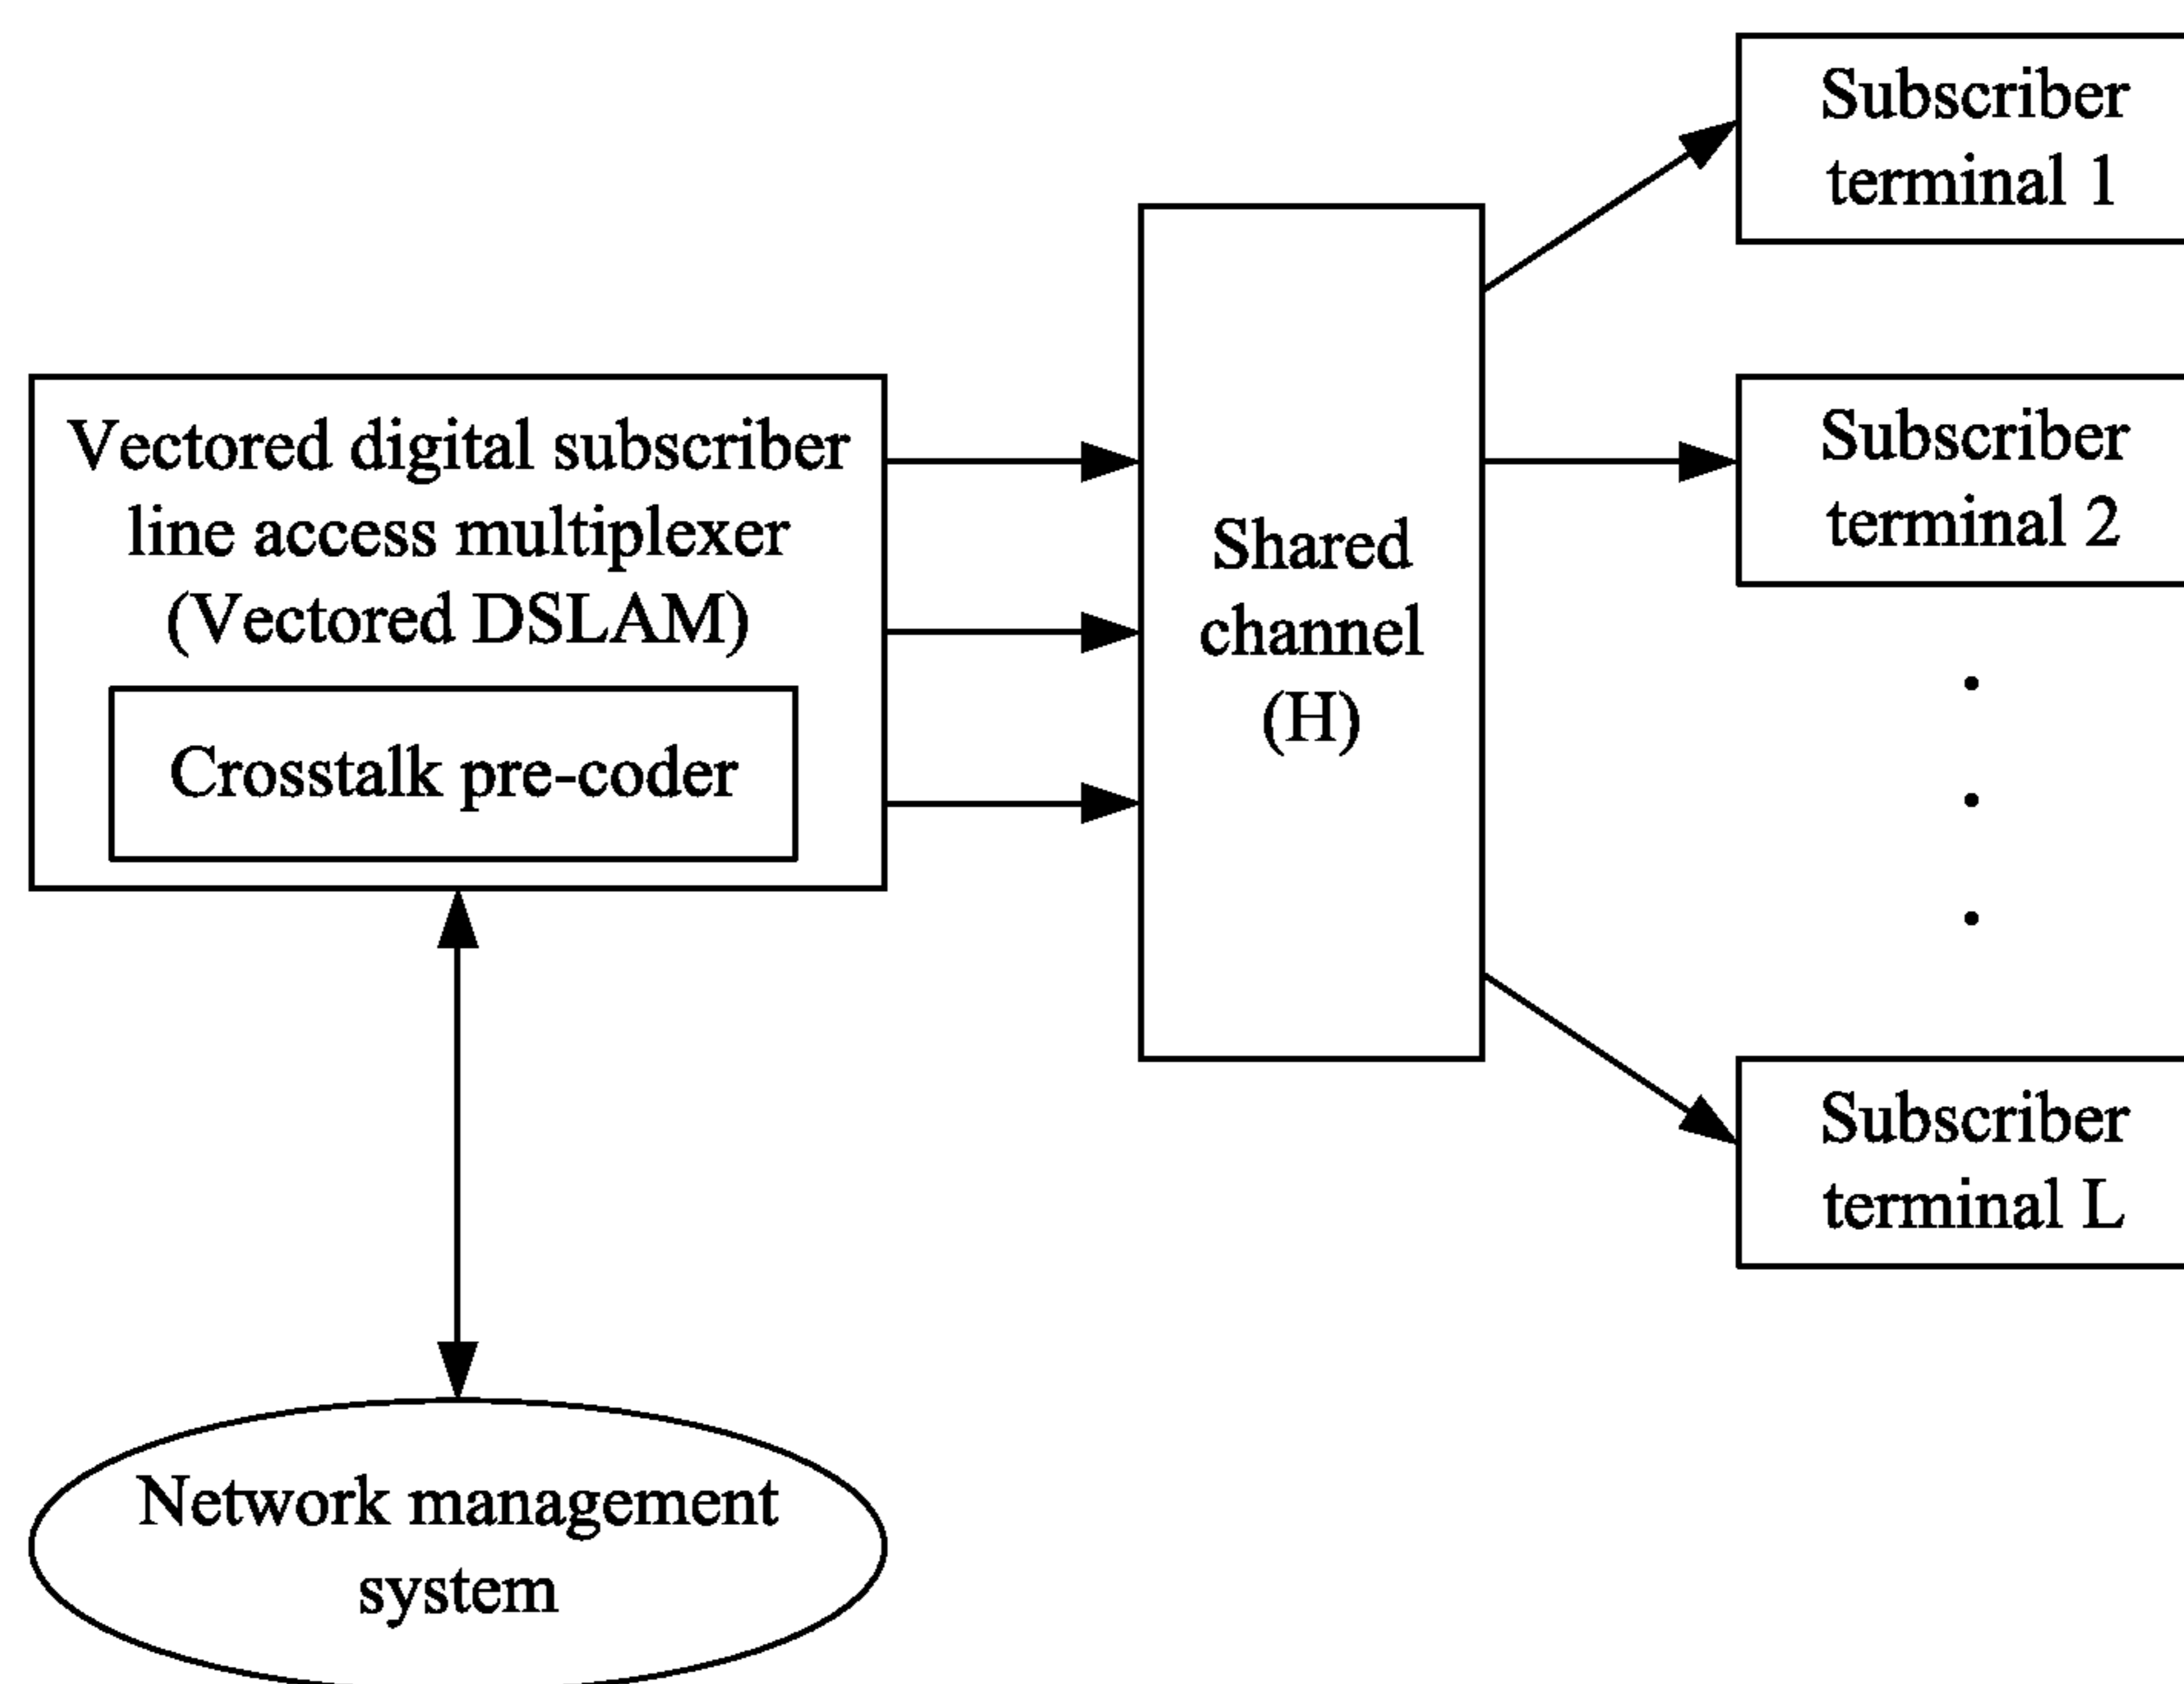 Vectored digital subscriber
line access multiplexer
(Vectored DSLAM)
Crosstalk pre-coder
Shared
channel
(H)
Subscriber
terminal 1
Subscriber
terminal 2
Subscriber
terminal L
Network management
system